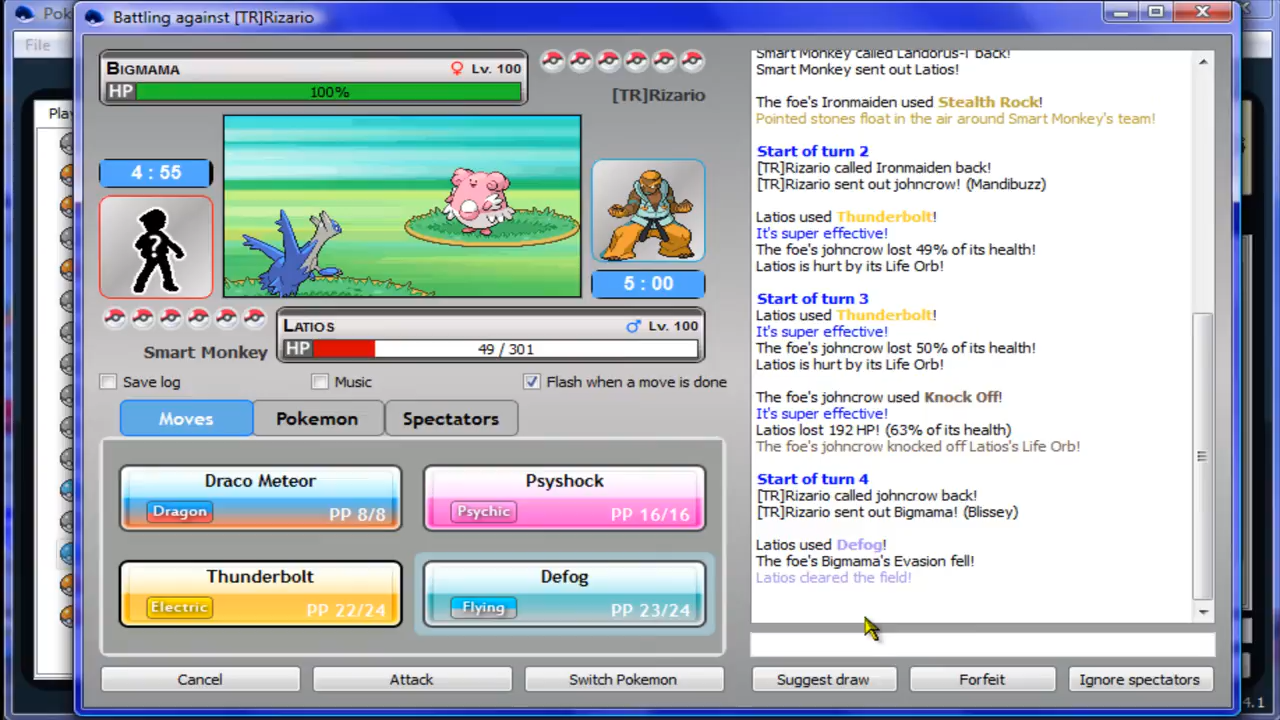 Pok
Battling against [TR]Rizario
File
Pla
BIGMAMA ♀ Lv. 100
HP 100%
[TR]Rizario
4 : 55
5 : 00
LATIOS ♂ Lv. 100
HP 49 / 301
Smart Monkey
Save log
Music
Flash when a move is done
Moves
Pokemon
Spectators
Draco Meteor
Dragon PP 8/8
Psyshock
Psychic PP 16/16
Thunderbolt
Electric PP 22/24
Defog
Flying PP 23/24
Cancel
Attack
Switch Pokemon
Smart Monkey called Landorus-T back!
Smart Monkey sent out Latios!
The foe's Ironmaiden used Stealth Rock!
Pointed stones float in the air around Smart Monkey's team!
Start of turn 2
[TR]Rizario called Ironmaiden back!
[TR]Rizario sent out johncrow! (Mandibuzz)
Latios used Thunderbolt!
It's super effective!
The foe's johncrow lost 49% of its health!
Latios is hurt by its Life Orb!
Start of turn 3
Latios used Thunderbolt!
It's super effective!
The foe's johncrow lost 50% of its health!
Latios is hurt by its Life Orb!
The foe's johncrow used Knock Off!
It's super effective!
Latios lost 192 HP! (63% of its health)
The foe's johncrow knocked off Latios's Life Orb!
Start of turn 4
[TR]Rizario called johncrow back!
[TR]Rizario sent out Bigmama! (Blissey)
Latios used Defog!
The foe's Bigmama's Evasion fell!
Latios cleared the field!
Suggest draw
Forfeit
Ignore spectators
4.1